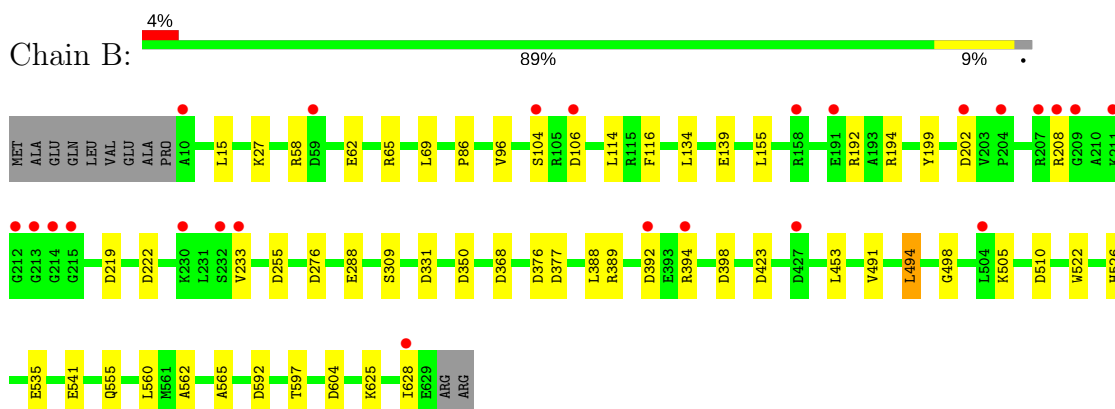 4%
Chain B:
89% 9% •
MET ALA GLU GLN LEU VAL GLU ALA PRO A10 L15 K27 R58 D59 E62 R65 L69 P86 V96 S104 R105 D106 L114 R115 F116 L134 E139 L155 R158 E191 R192 A193 R194 Y199 D202 V203 P204 R207 R208 G209 A210 K211
G212 G213 G214 G215 D219 D222 K230 L231 S232 V233 D255 D276 E288 S309 D331 D350 D368 D376 D377 L388 R389 D392 E393 R394 D398 D423 D427 L453 V491 L494 G498 L504 K505 D510 W522 H526
E535 E541 Q555 L560 M561 A562 A565 D592 T597 D604 K625 I628 E629 ARG ARG